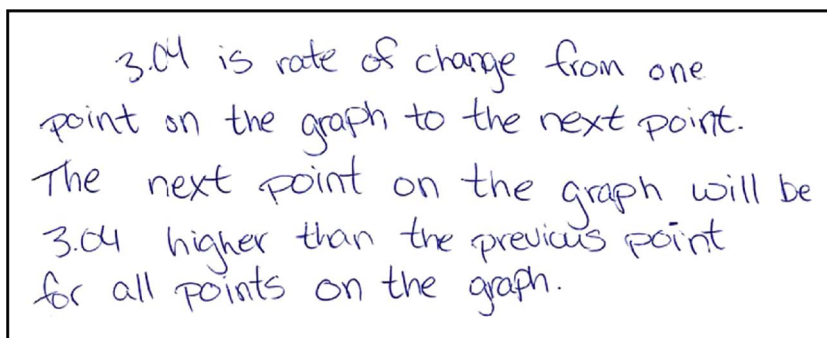 3.04 is rate of change from one
point on the graph to the next point.
The next point on the graph will be
3.04 higher than the previous point
for all points on the graph.